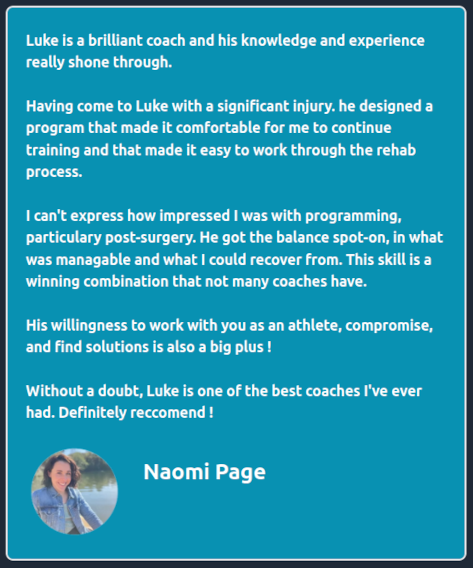 Luke is a brilliant coach and his knowledge and experience
really shone through.
Having come to Luke with a significant injury. he designed a
program that made it comfortable for me to continue
training and that made it easy to work through the rehab
process.
I can't express how impressed I was with programming,
particulary post-surgery. He got the balance spot-on, in what
was managable and what I could recover from. This skill is a
winning combination that not many coaches have.
His willingness to work with you as an athlete, compromise,
and find solutions is also a big plus !
Without a doubt, Luke is one of the best coaches I've ever
had. Definitely reccomend !
Naomi Page